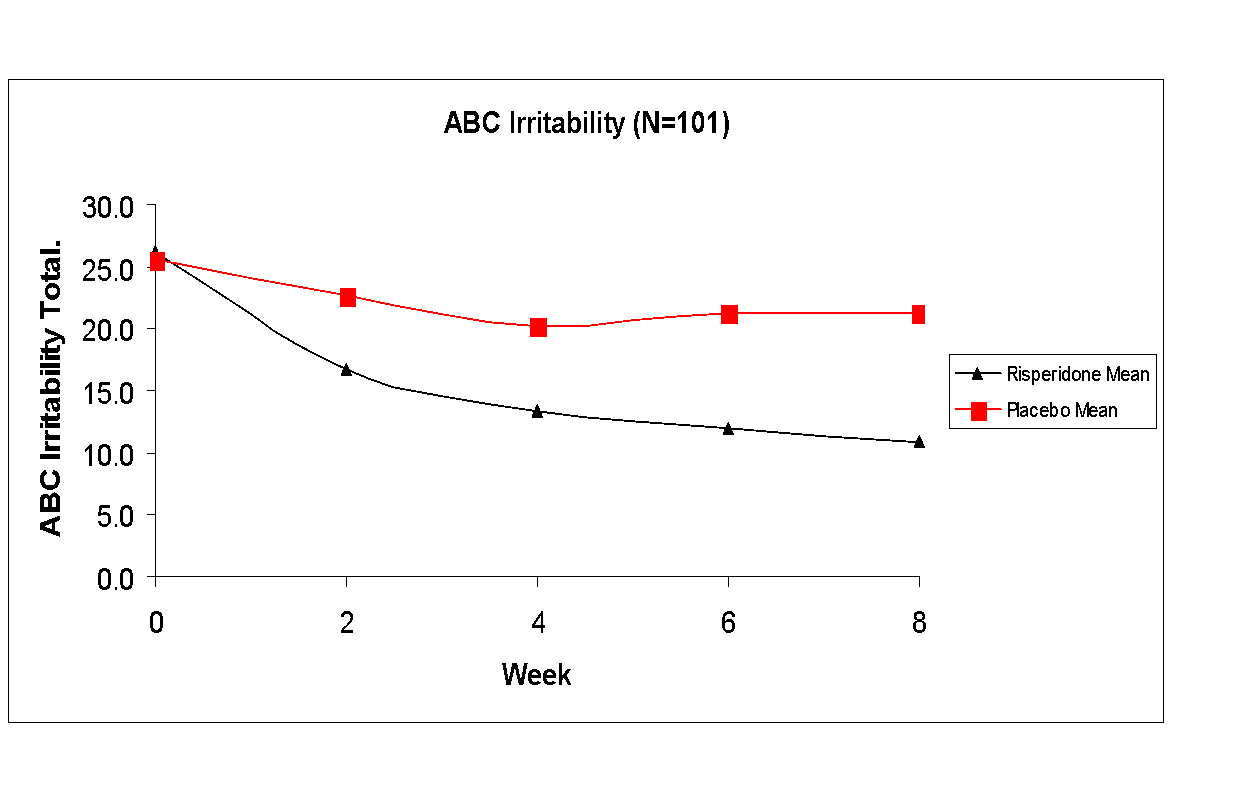 ABC Irritability (N=101)
30.0
25.0
20.0
15.0
10.0
5.0
0.0
ABC Irritability Total.
0 2 4 6 8
Week
Risperidone Mean
Placebo Mean